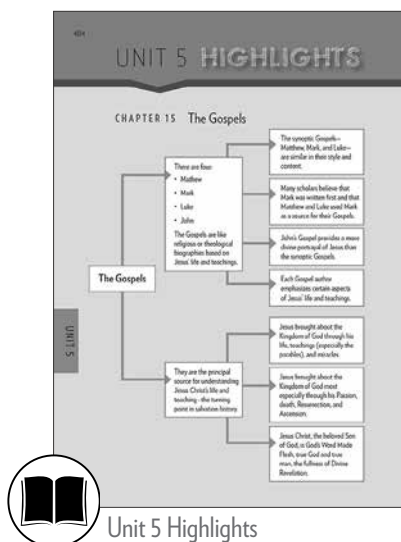 UNIT 5 HIGHLIGHTS
CHAPTER 15 The Gospels
The Gospels
There are four:
• Mathew
• Mark
• Luke
• John
The Gospels are like
religious or theological
biographies based on
Jesus' life and teachings.
The synoptic Gospels—
Matthew, Mark, and Luke—
are similar in their style and
content.
Many scholars believe that
Mark was written first and that
Matthew and Luke used Mark
as a source for their Gospels.
John's Gospel provides a more
divine portrayal of Jesus than
the synoptic Gospels.
Each Gospel author
emphasizes certain aspects
of Jesus' life and teachings.
They are the principal
source for understanding
Jesus Christ's life and
teaching - the turning
point in salvation history
Jesus brought about the
Kingdom of God through his
life, teachings (especially the
parables), and miracles.
Jesus brought about the
Kingdom of God most
especially through his Passion,
death, Resurrection, and
Ascension.
Jesus Christ, the beloved Son
of God, is God's Word Made
Flesh, true God and true
man, the fullness of Divine
Revelation.
UNIT 5
Unit 5 Highlights